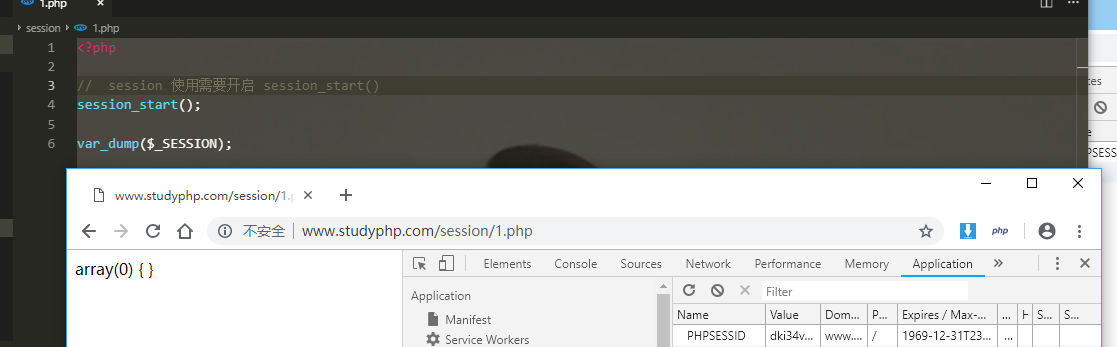 1.php ×
session 1.php
1 <?php
2
3 // session 使用需要开启 session_start()
4 session_start();
5
6 var_dump($_SESSION);
www.studyphp.com/session/1.p
不安全 www.studyphp.com/session/1.php php
array(0) { }
Elements Console Sources Network Performance Memory Application »
Application
Filter
Name Value Dom... P... Expires / Max-... ... H S... S...
Manifest
PHPSESSID dki34v... www.... / 1969-12-31T23... ...
Service Workers
ces
e
PSESS